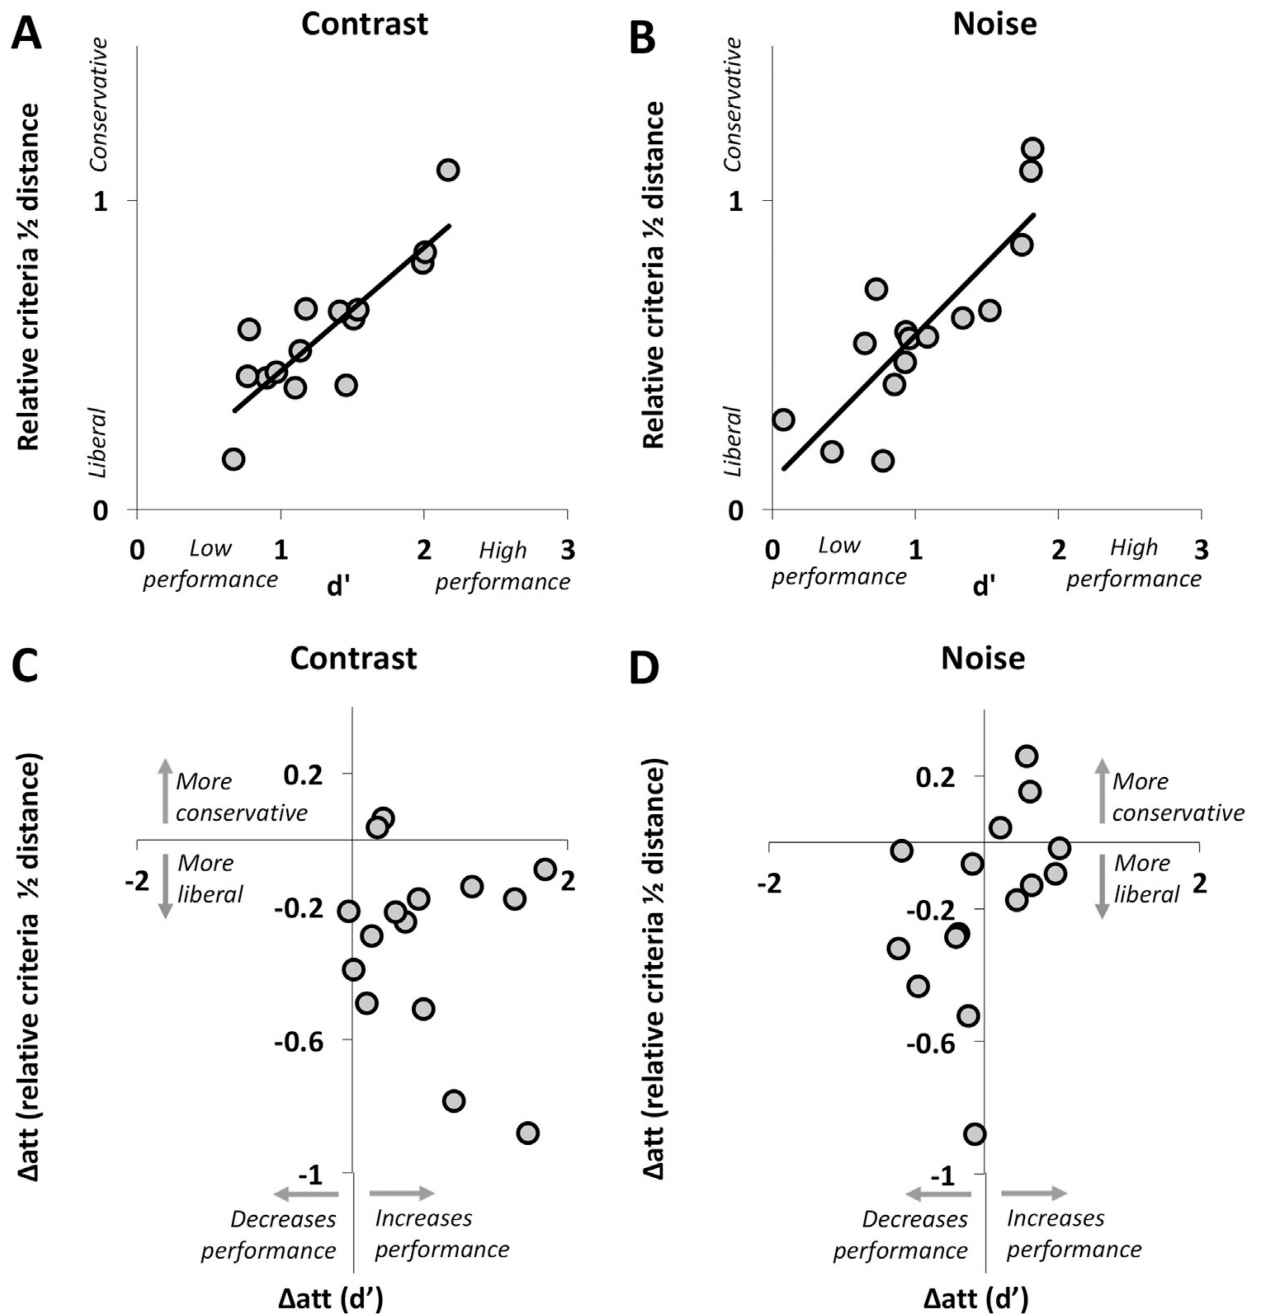 A
Contrast
Relative criteria ½ distance
Conservative
Liberal
1
0
0
1
2
3
Low
performance
High
performance
d'
B
Noise
Relative criteria ½ distance
Conservative
Liberal
1
0
0
1
2
3
Low
performance
High
performance
d'
C
Contrast
Δatt (relative criteria ½ distance)
More
conservative
More
liberal
0.2
-0.2
-0.6
-1
-2
2
Decreases
performance
Increases
performance
Δatt (d’)
D
Noise
Δatt (relative criteria ½ distance)
0.2
-0.2
-0.6
-1
-2
2
More
conservative
More
liberal
Decreases
performance
Increases
performance
Δatt (d’)